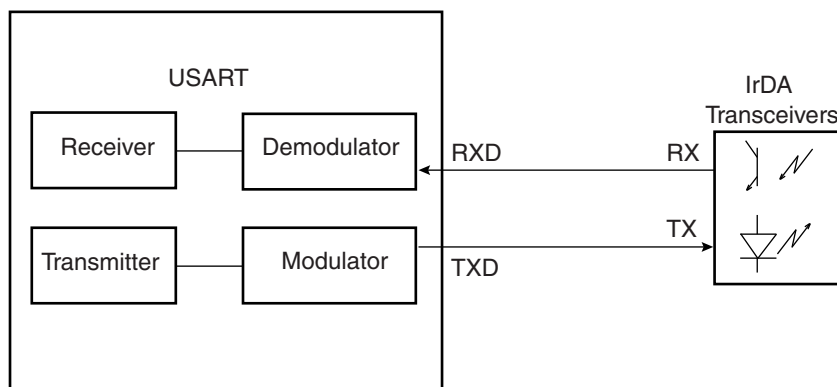 USART
IrDA
Transceivers
Receiver
Demodulator
RXD
RX
Transmitter
Modulator
TXD
TX